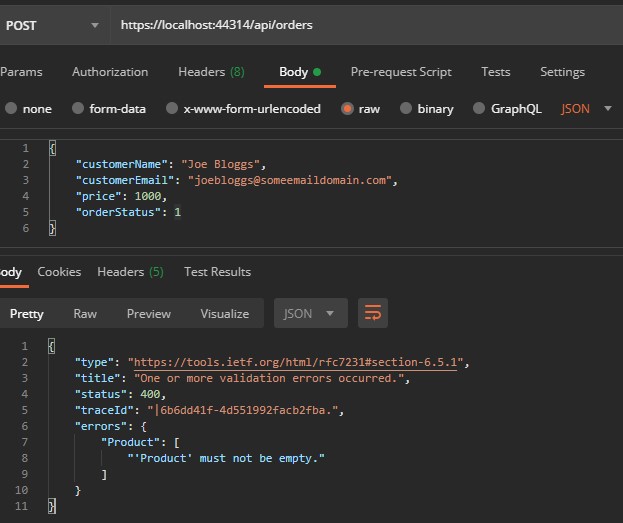 POST https://localhost:44314/api/orders
Params Authorization Headers (8) Body Pre-request Script Tests Settings
none form-data x-www-form-urlencoded raw binary GraphQL JSON
1 {
2 "customerName": "Joe Bloggs",
3 "customerEmail": "joebloggs@someemaildomain.com",
4 "price": 1000,
5 "orderStatus": 1
6 }
ody Cookies Headers (5) Test Results
Pretty Raw Preview Visualize JSON
1 {
2 "type": "https://tools.ietf.org/html/rfc7231#section-6.5.1",
3 "title": "One or more validation errors occurred.",
4 "status": 400,
5 "traceId": "|6b6dd41f-4d551992facb2fba.",
6 "errors": {
7 "Product": [
8 "'Product' must not be empty."
9 ]
10 }
11 }